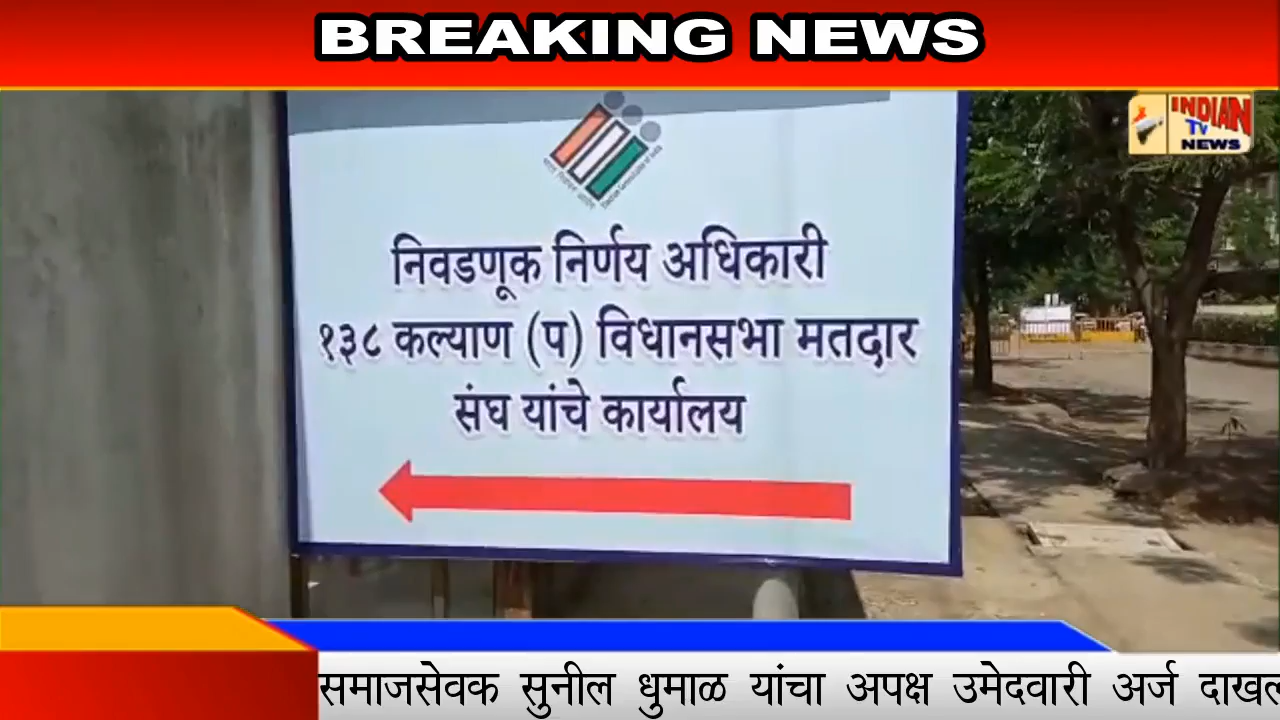 BREAKING NEWS
INDIAN
TV
NEWS
निवडणूक निर्णय अधिकारी
१३८ कल्याण (प) विधानसभा मतदार
संघ यांचे कार्यालय
समाजसेवक सुनील धुमाळ यांचा अपक्ष उमेदवारी अर्ज दाखल